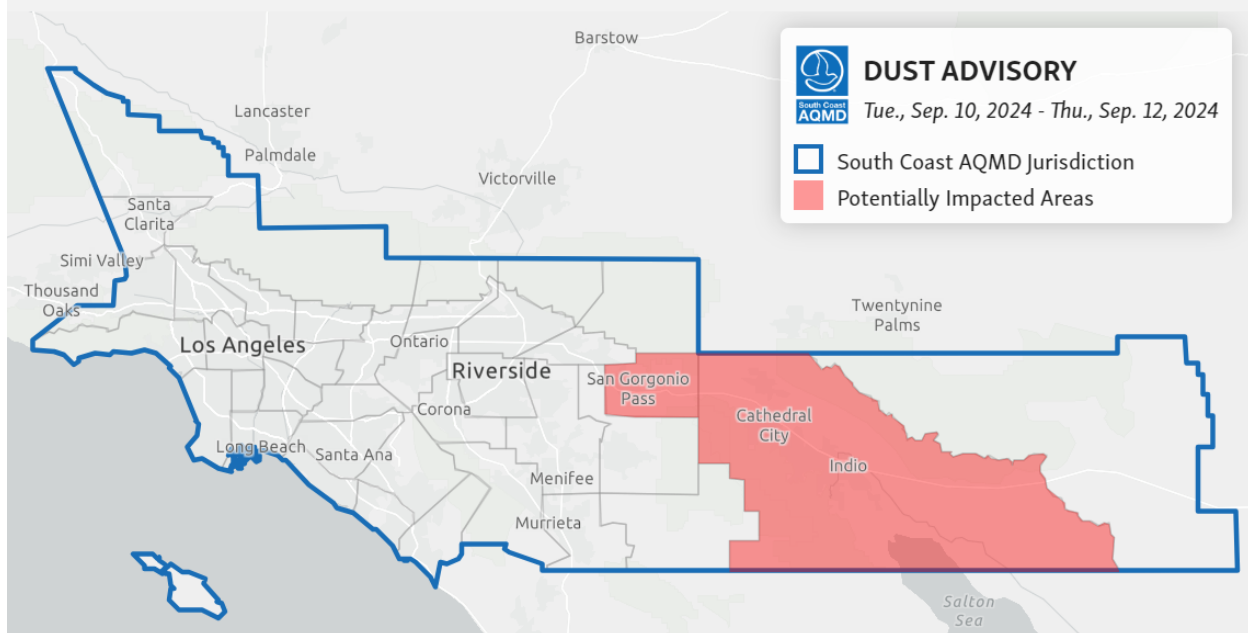 DUST ADVISORY
South Coast
AQMD
Tue., Sep. 10, 2024 - Thu., Sep. 12, 2024
South Coast AQMD Jurisdiction
Potentially Impacted Areas
Barstow
Lancaster
Palmdale
Victorville
Santa
Clarita
Simi Valley
Thousand
Oaks
Twentynine
Palms
Los Angeles
Ontario
Riverside
San Gorgonio
Pass
Corona
Cathedral
City
Long Beach
Santa Ana
Indio
Menifee
Murrieta
Salton
Sea